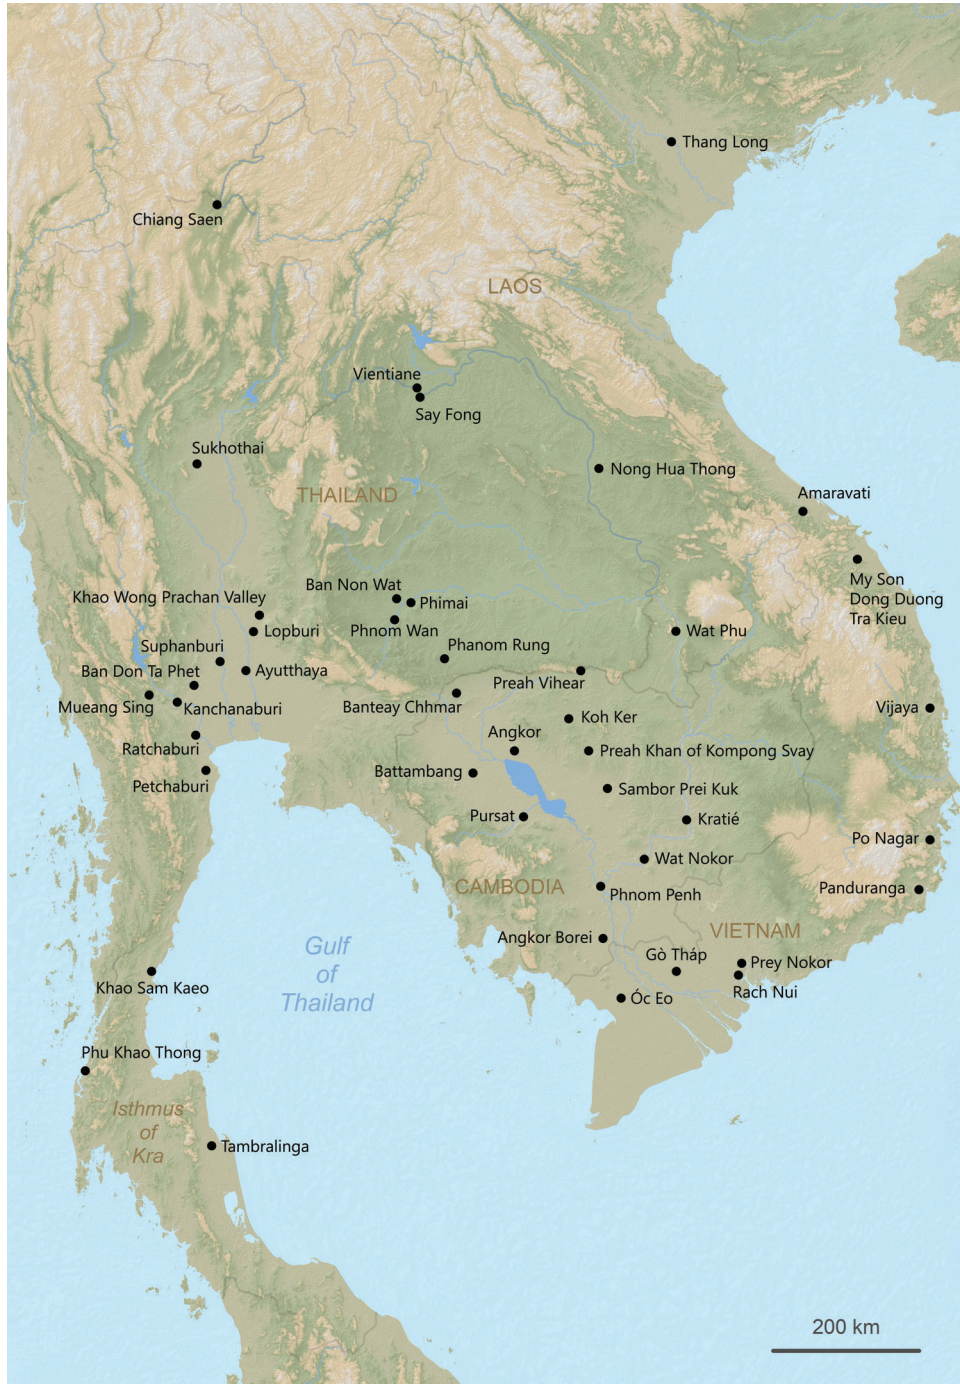 Thang Long
Chiang Saen
LAOS
Vientiane
Say Fong
Sukhothai
Nong Hua Thong
THAILAND
Amaravati
My Son
Dong Duong
Tra Kieu
Ban Non Wat
Khao Wong Prachan Valley
Phimai
Lopburi
Phnom Wan
Wat Phu
Suphanburi
Phanom Rung
Ban Don Ta Phet
Ayutthaya
Preah Vihear
Mueang Sing
Kanchanaburi
Banteay Chhmar
Vijaya
Koh Ker
Angkor
Ratchaburi
Preah Khan of Kompong Svay
Battambang
Petchaburi
Sambor Prei Kuk
Pursat
Kratié
Po Nagar
Wat Nokor
CAMBODIA
Panduranga
Phnom Penh
VIETNAM
Angkor Borei
Gulf
of
Thailand
Gò Tháp
Prey Nokor
Khao Sam Kaeo
Rach Nui
Óc Eo
Phu Khao Thong
Isthmus
of
Kra
Tambralinga
200 km